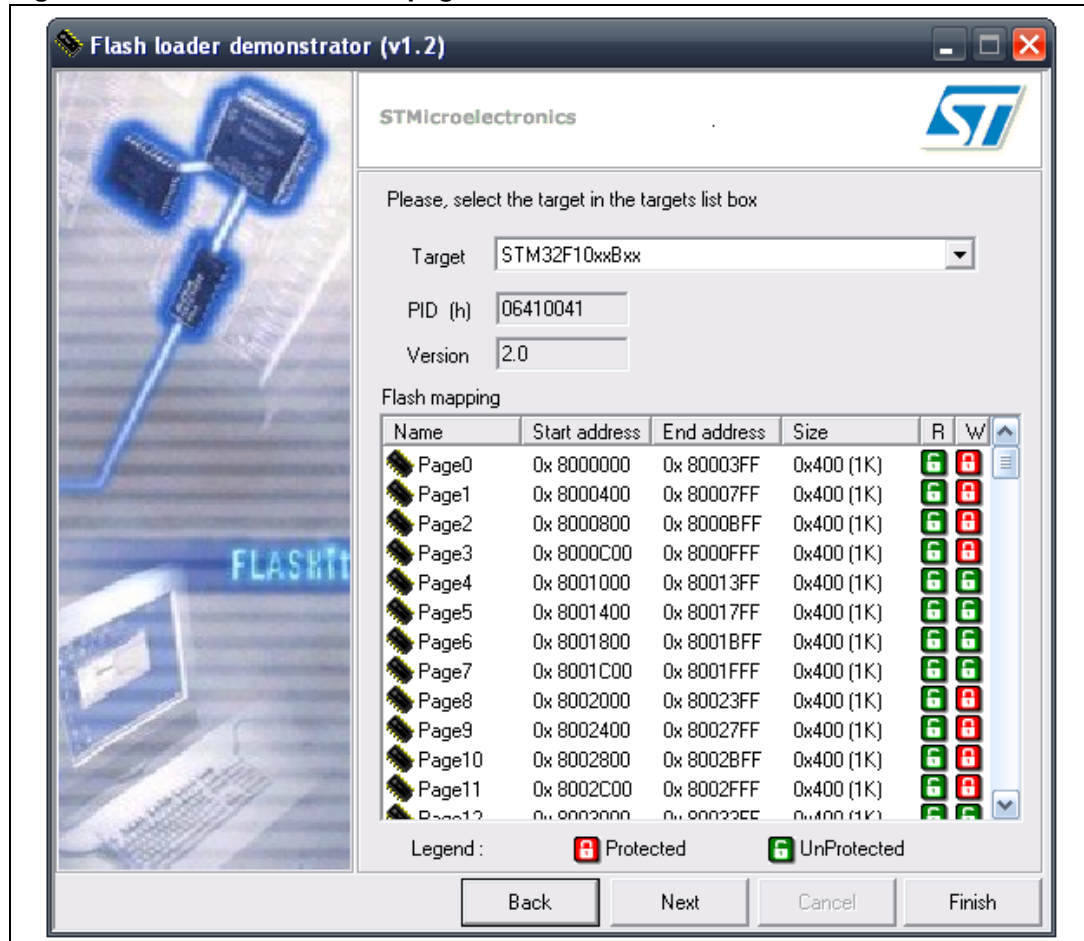 Flash loader demonstrator (v1.2)
STMicroelectronics
ST
Please, select the target in the targets list box
Target STM32F10xxBxx
PID (h) 06410041
Version 2.0
Flash mapping
Name Start address End address Size R W
Page0 0x 8000000 0x 80003FF 0x400 (1K)
Page1 0x 8000400 0x 80007FF 0x400 (1K)
Page2 0x 8000800 0x 8000BFF 0x400 (1K)
Page3 0x 8000C00 0x 8000FFF 0x400 (1K)
Page4 0x 8001000 0x 80013FF 0x400 (1K)
Page5 0x 8001400 0x 80017FF 0x400 (1K)
Page6 0x 8001800 0x 8001BFF 0x400 (1K)
Page7 0x 8001C00 0x 8001FFF 0x400 (1K)
Page8 0x 8002000 0x 80023FF 0x400 (1K)
Page9 0x 8002400 0x 80027FF 0x400 (1K)
Page10 0x 8002800 0x 8002BFF 0x400 (1K)
Page11 0x 8002C00 0x 8002FFF 0x400 (1K)
FLASHIt
Legend : Protected UnProtected
Back Next Cancel Finish